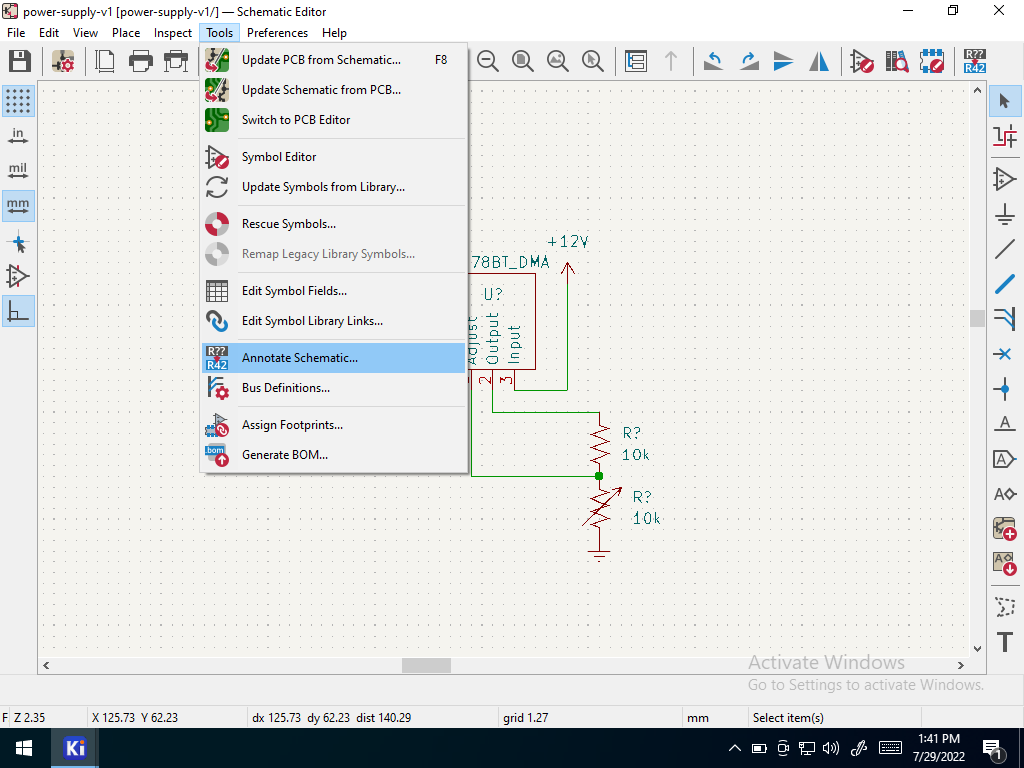 power-supply-v1 [power-supply-v1/] — Schematic Editor
File Edit View Place Inspect Tools Preferences Help
Update PCB from Schematic... F8
Update Schematic from PCB...
Switch to PCB Editor
Symbol Editor
Update Symbols from Library...
Rescue Symbols...
Remap Legacy Library Symbols...
Edit Symbol Fields...
Edit Symbol Library Links...
R??
R42
Annotate Schematic...
Bus Definitions...
Assign Footprints...
.bom
Generate BOM...
R??
R42
in
mil
mm
+12V
78BT_DMA
U?
Adjust
Output
Input
2
3
R?
10k
R?
10k
A
A
A
A
T
Activate Windows
Go to Settings to activate Windows.
F Z 2.35 X 125.73 Y 62.23 dx 125.73 dy 62.23 dist 140.29 grid 1.27 mm Select item(s)
Ki
1:41 PM
7/29/2022
1